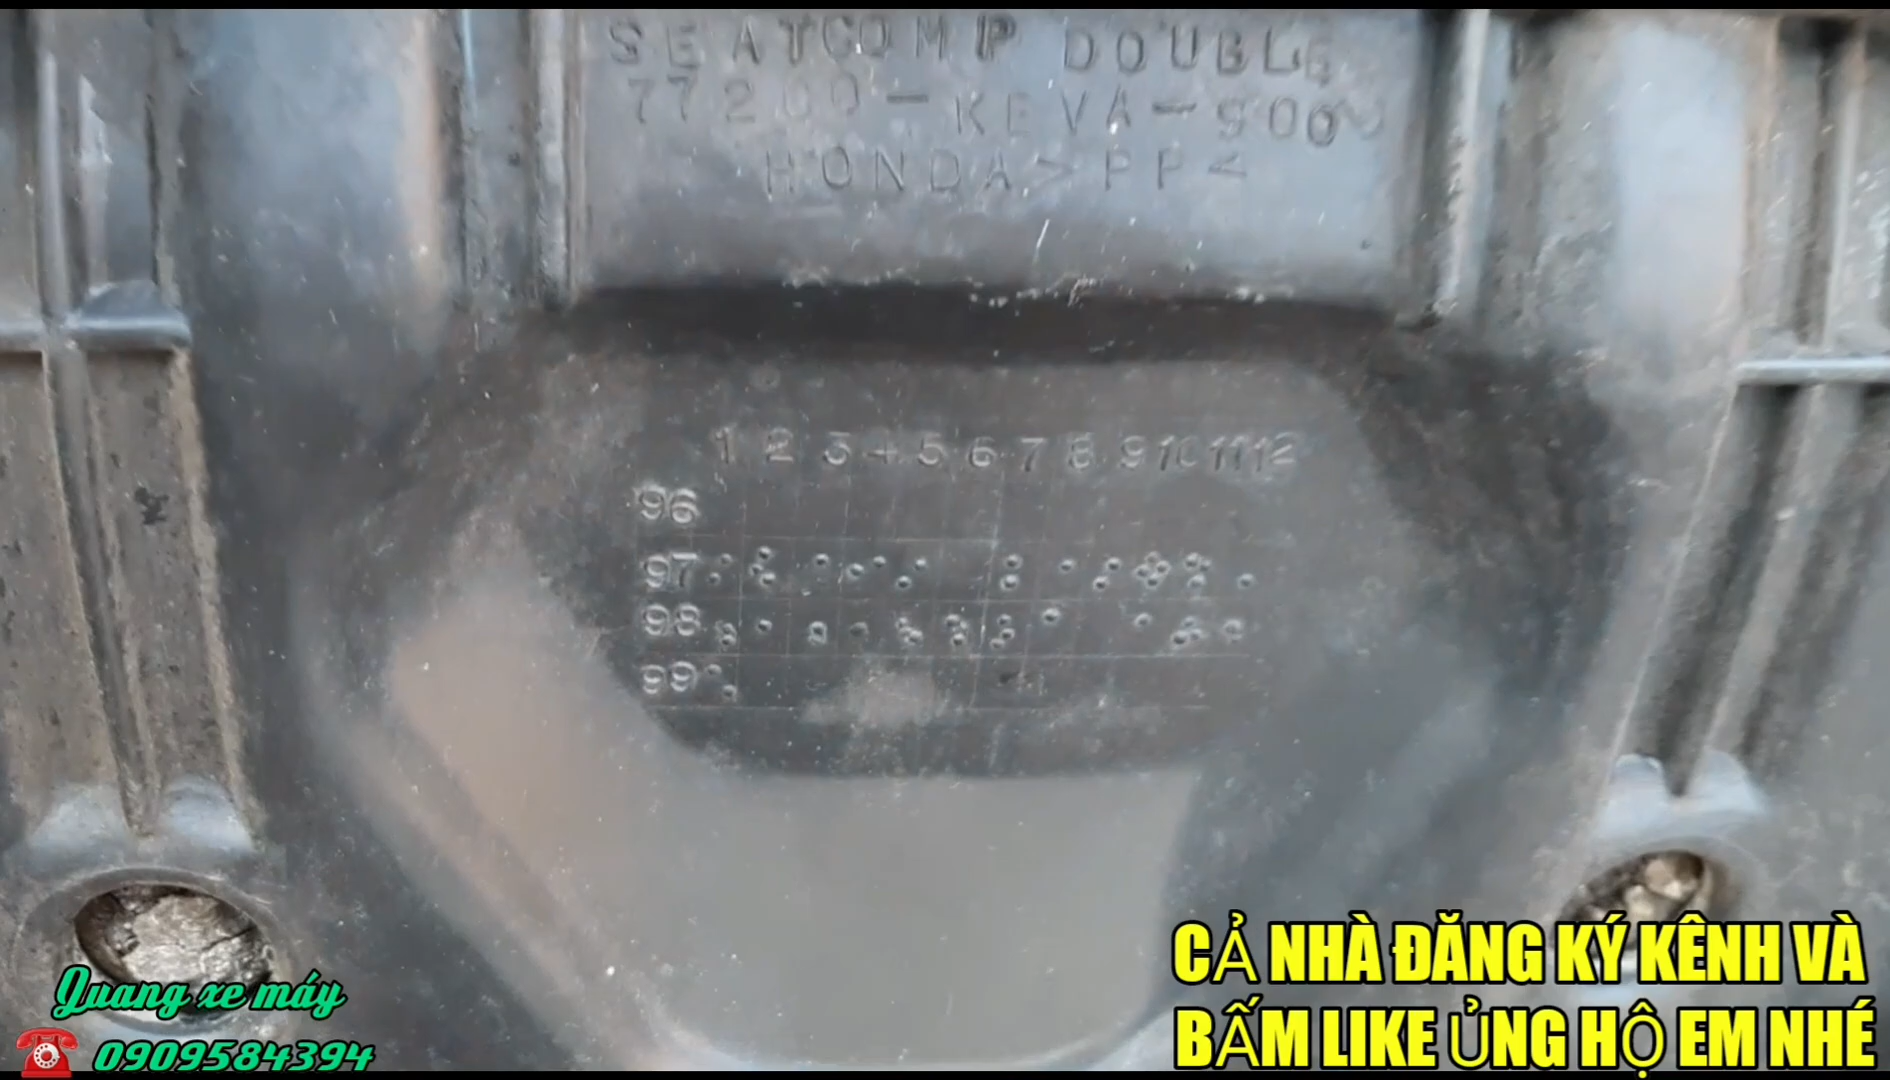 SEAT COMP DOUBLE
77200-KEVA-900
HONDA >PP<
1 2 3 4 5 6 7 8 9 10 11 12
96
97
98
99
Quang xe máy
0909584394
CẢ NHÀ ĐĂNG KÝ KÊNH VÀ
BẤM LIKE ỦNG HỘ EM NHÉ